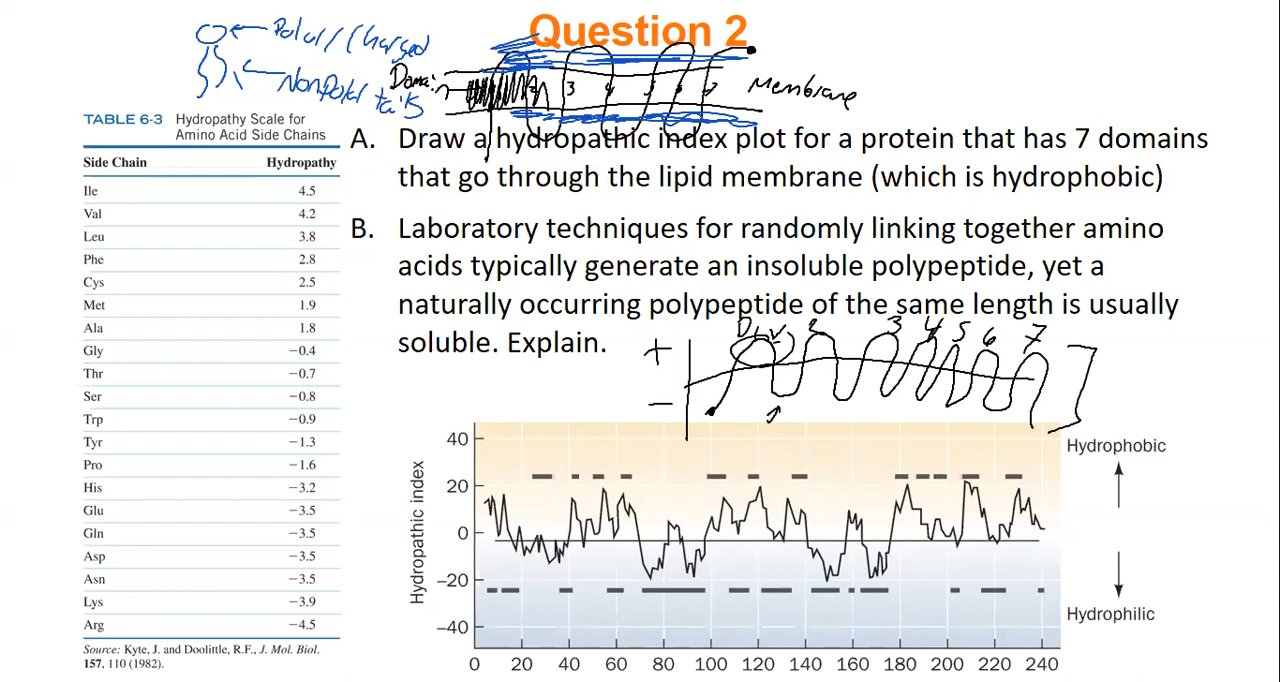 Question 2
Polar/Charged
NonPolar tails
Domain
2 3 4 5 6 7
Membrane
TABLE 6-3 Hydropathy Scale for
Amino Acid Side Chains
Side Chain Hydropathy
Ile 4.5
Val 4.2
Leu 3.8
Phe 2.8
Cys 2.5
Met 1.9
Ala 1.8
Gly −0.4
Thr −0.7
Ser −0.8
Trp −0.9
Tyr −1.3
Pro −1.6
His −3.2
Glu −3.5
Gln −3.5
Asp −3.5
Asn −3.5
Lys −3.9
Arg −4.5
Source: Kyte, J. and Doolittle, R.F., J. Mol. Biol.
157, 110 (1982).
A. Draw a hydropathic index plot for a protein that has 7 domains
that go through the lipid membrane (which is hydrophobic)
B. Laboratory techniques for randomly linking together amino
acids typically generate an insoluble polypeptide, yet a
naturally occurring polypeptide of the same length is usually
soluble. Explain.
+
−
2 3 4 5 6 7
Hydropathic index
40
20
0
−20
−40
0 20 40 60 80 100 120 140 160 180 200 220 240
Hydrophobic
Hydrophilic